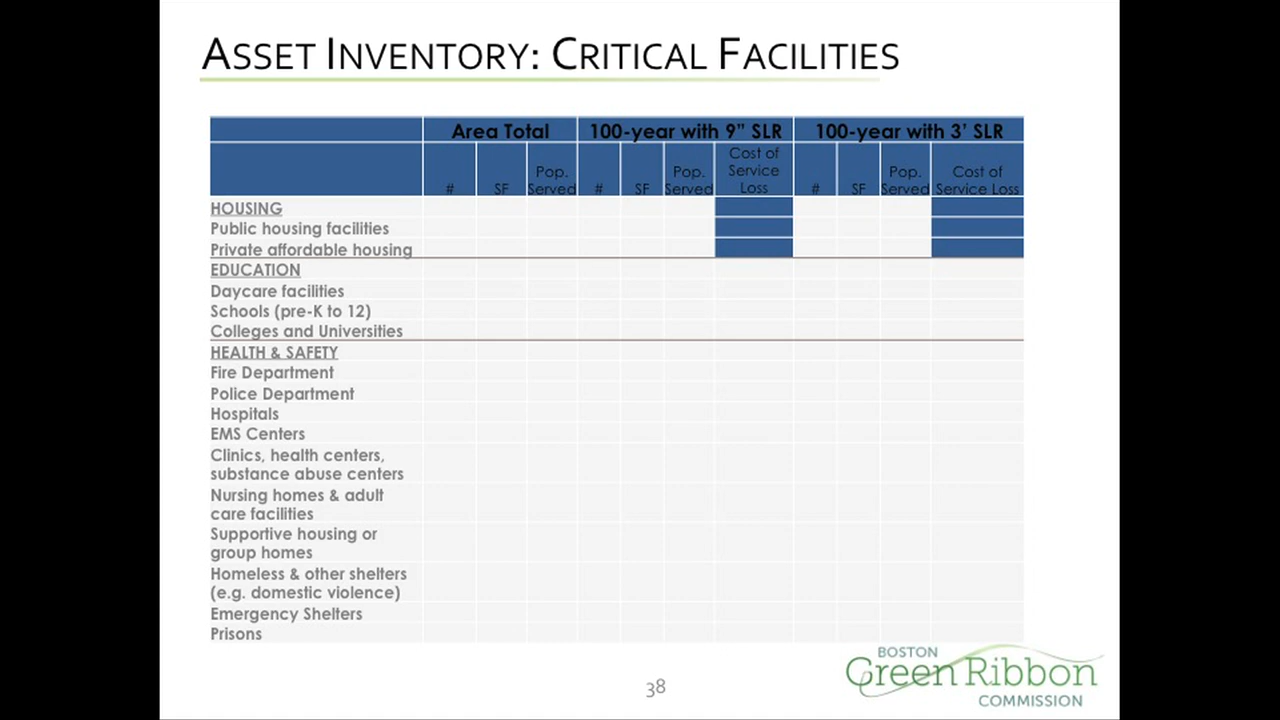 ASSET INVENTORY: CRITICAL FACILITIES
Area Total 100-year with 9” SLR 100-year with 3’ SLR
# SF Pop. Served # SF Pop. Served Cost of Service Loss # SF Pop. Served Cost of Service Loss
HOUSING
Public housing facilities
Private affordable housing
EDUCATION
Daycare facilities
Schools (pre-K to 12)
Colleges and Universities
HEALTH & SAFETY
Fire Department
Police Department
Hospitals
EMS Centers
Clinics, health centers,
substance abuse centers
Nursing homes & adult
care facilities
Supportive housing or
group homes
Homeless & other shelters
(e.g. domestic violence)
Emergency Shelters
Prisons
38
BOSTON
Green Ribbon
COMMISSION